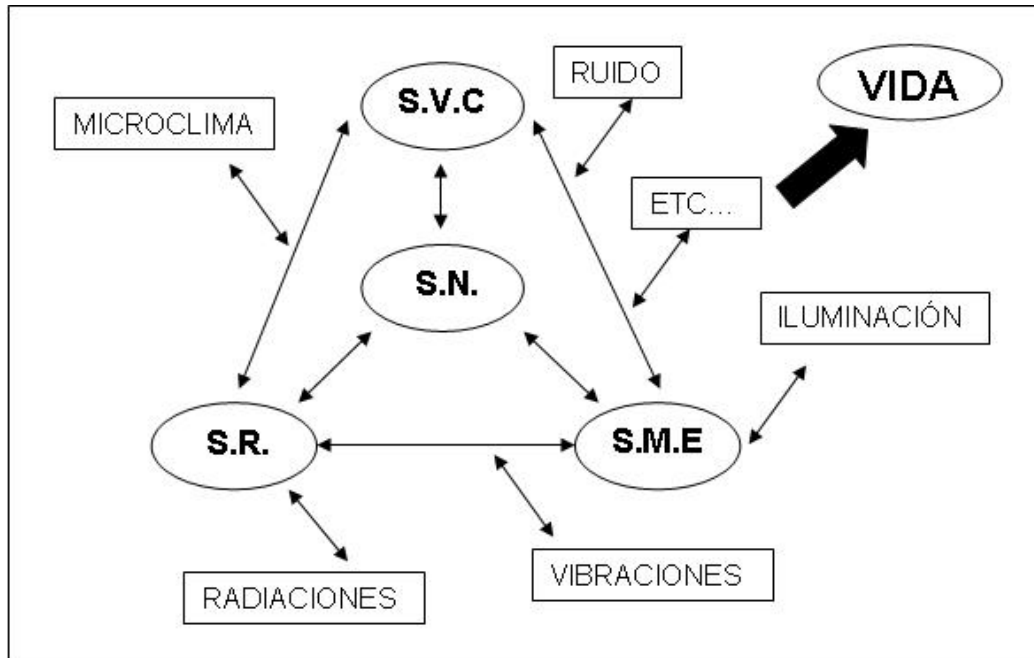 RUIDO
VIDA
S.V.C
MICROCLIMA
ETC...
S.N.
ILUMINACIÓN
S.R.
S.M.E
VIBRACIONES
RADIACIONES